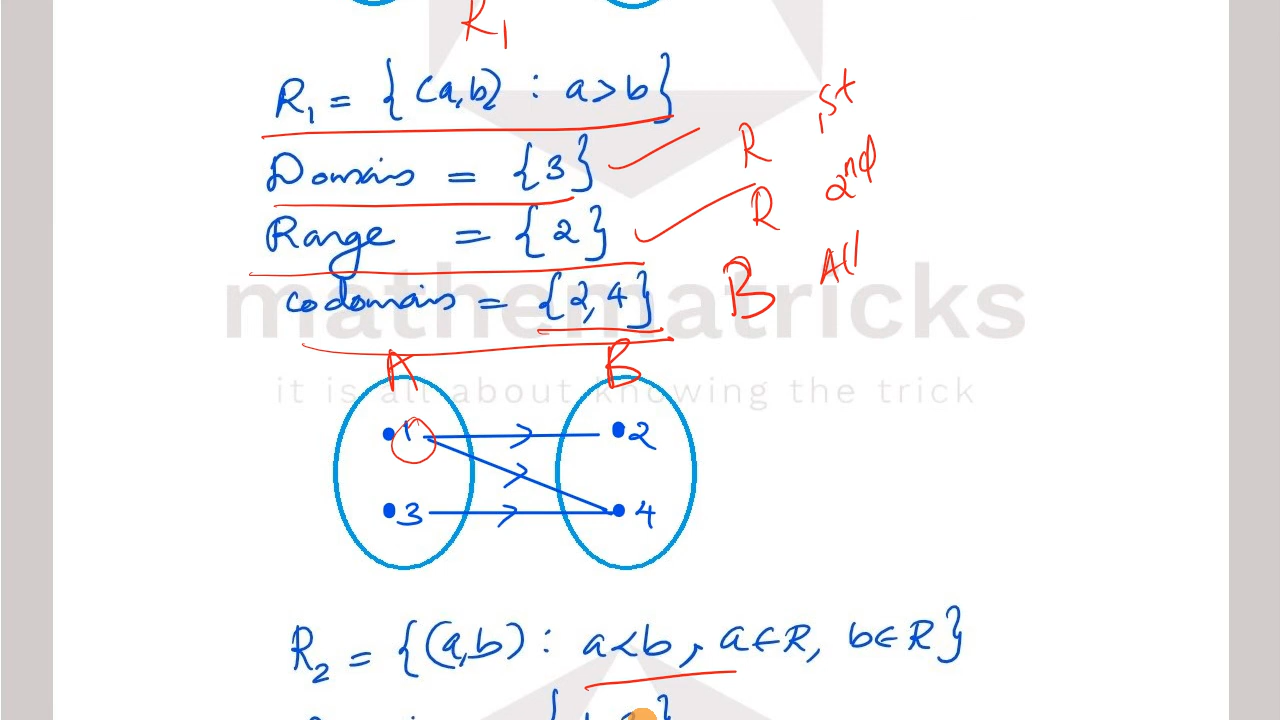 R₁
R₁ = {(a,b) : a>b}
1st
Domain = {3} R
2nd
Range = {2} R
All
codomain = {2,4} B
mathematricks
A B
it is all about knowing the trick
1 2
3 4
R₂ = {(a,b) : a<b, a∈R, b∈R}